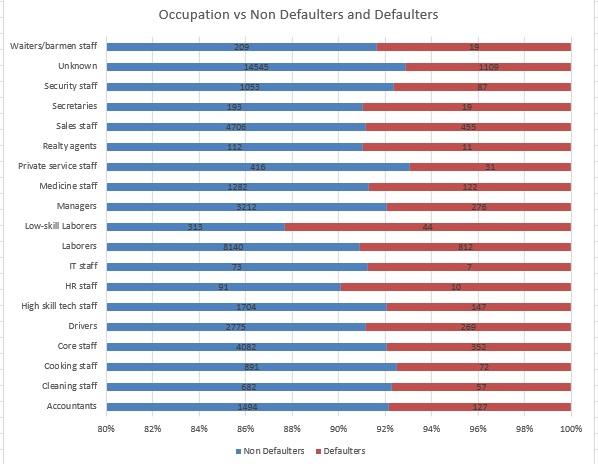 Occupation vs Non Defaulters and Defaulters
Waiters/barmen staff 209 19
Unknown 14545 1109
Security staff 1053 87
Secretaries 193 19
Sales staff 4706 455
Realty agents 112 11
Private service staff 416 31
Medicine staff 1282 122
Managers 3212 276
Low-skill Laborers 313 44
Laborers 8140 812
IT staff 73 7
HR staff 91 10
High skill tech staff 1704 147
Drivers 2775 269
Core staff 4082 352
Cooking staff 891 72
Cleaning staff 682 57
Accountants 1494 127
80% 82% 84% 86% 88% 90% 92% 94% 96% 98% 100%
Non Defaulters Defaulters